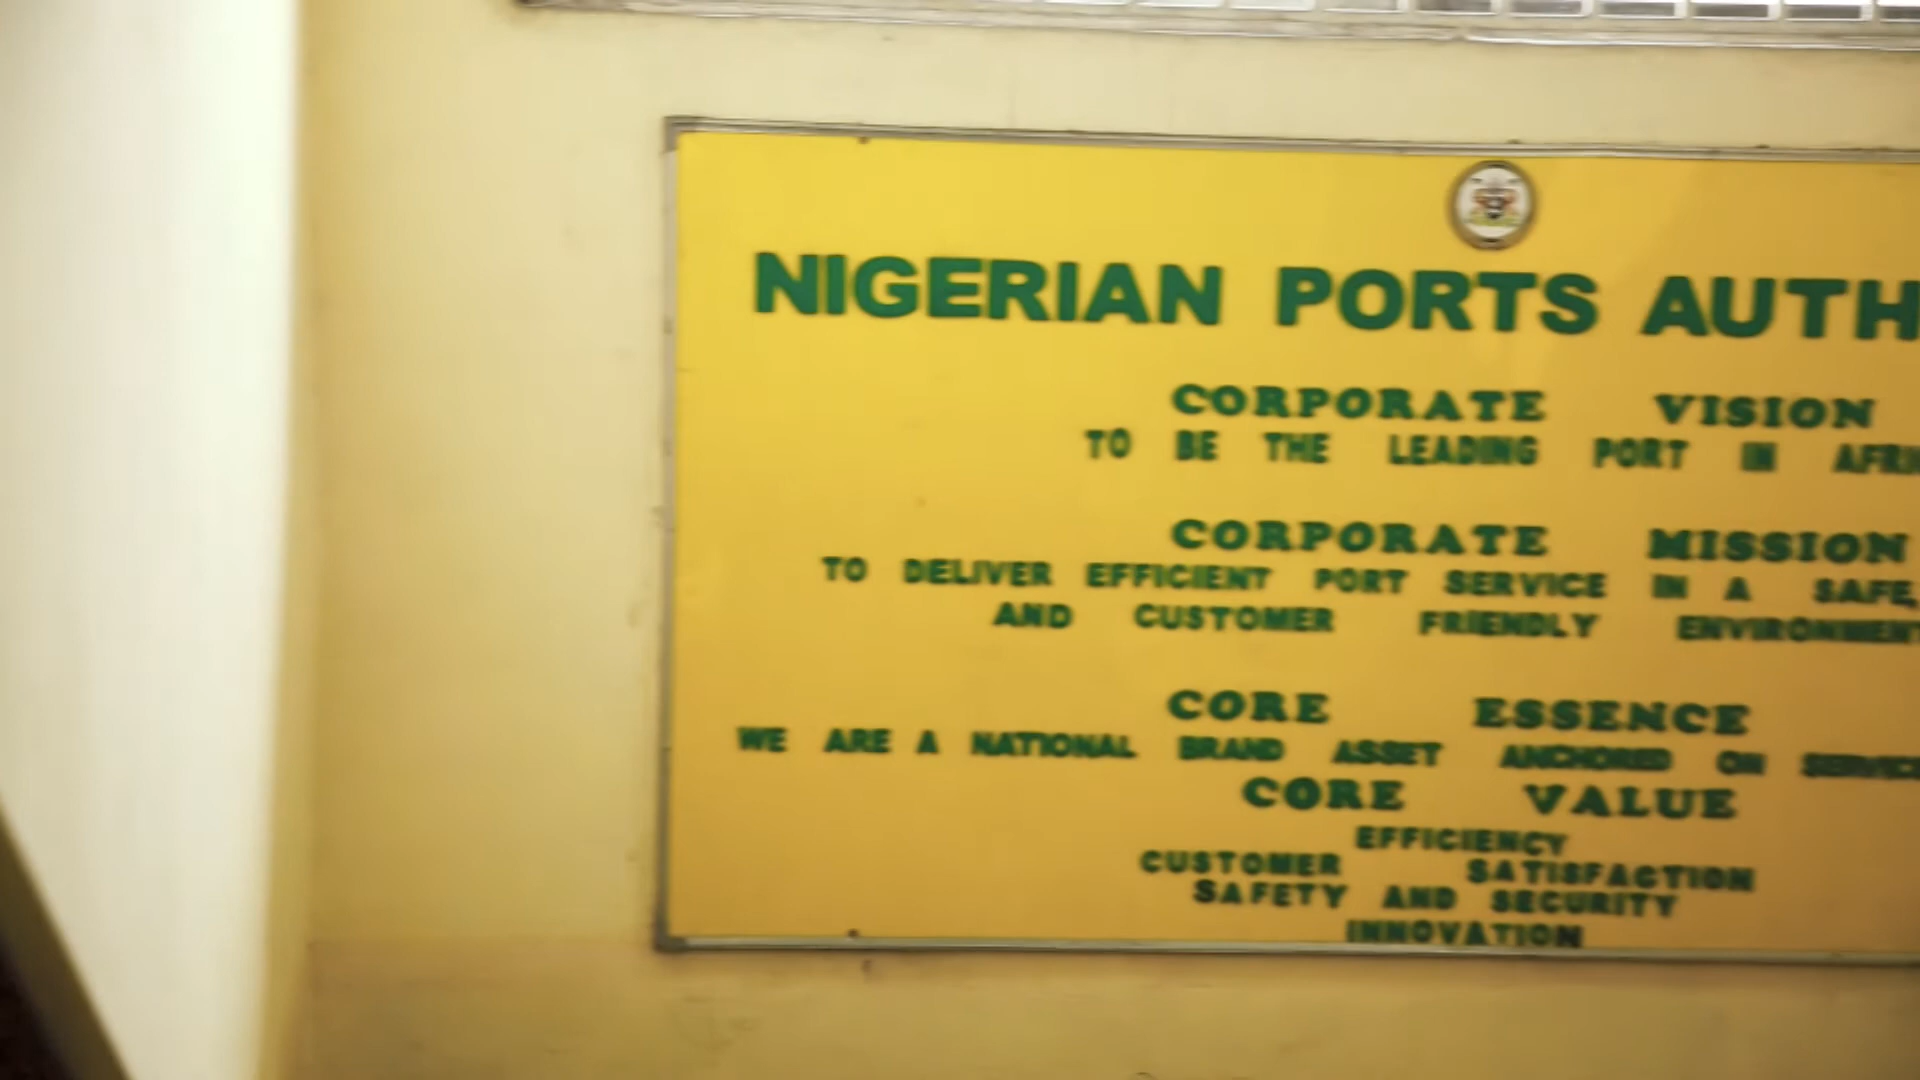 NIGERIAN PORTS AUTH
CORPORATE VISION
TO BE THE LEADING PORT IN AFRI
CORPORATE MISSION
TO DELIVER EFFICIENT PORT SERVICE IN A SAFE,
AND CUSTOMER FRIENDLY ENVIRONMENT
CORE ESSENCE
WE ARE A NATIONAL BRAND ASSET ANCHORED ON SERVICE
CORE VALUE
EFFICIENCY
CUSTOMER SATISFACTION
SAFETY AND SECURITY
INNOVATION